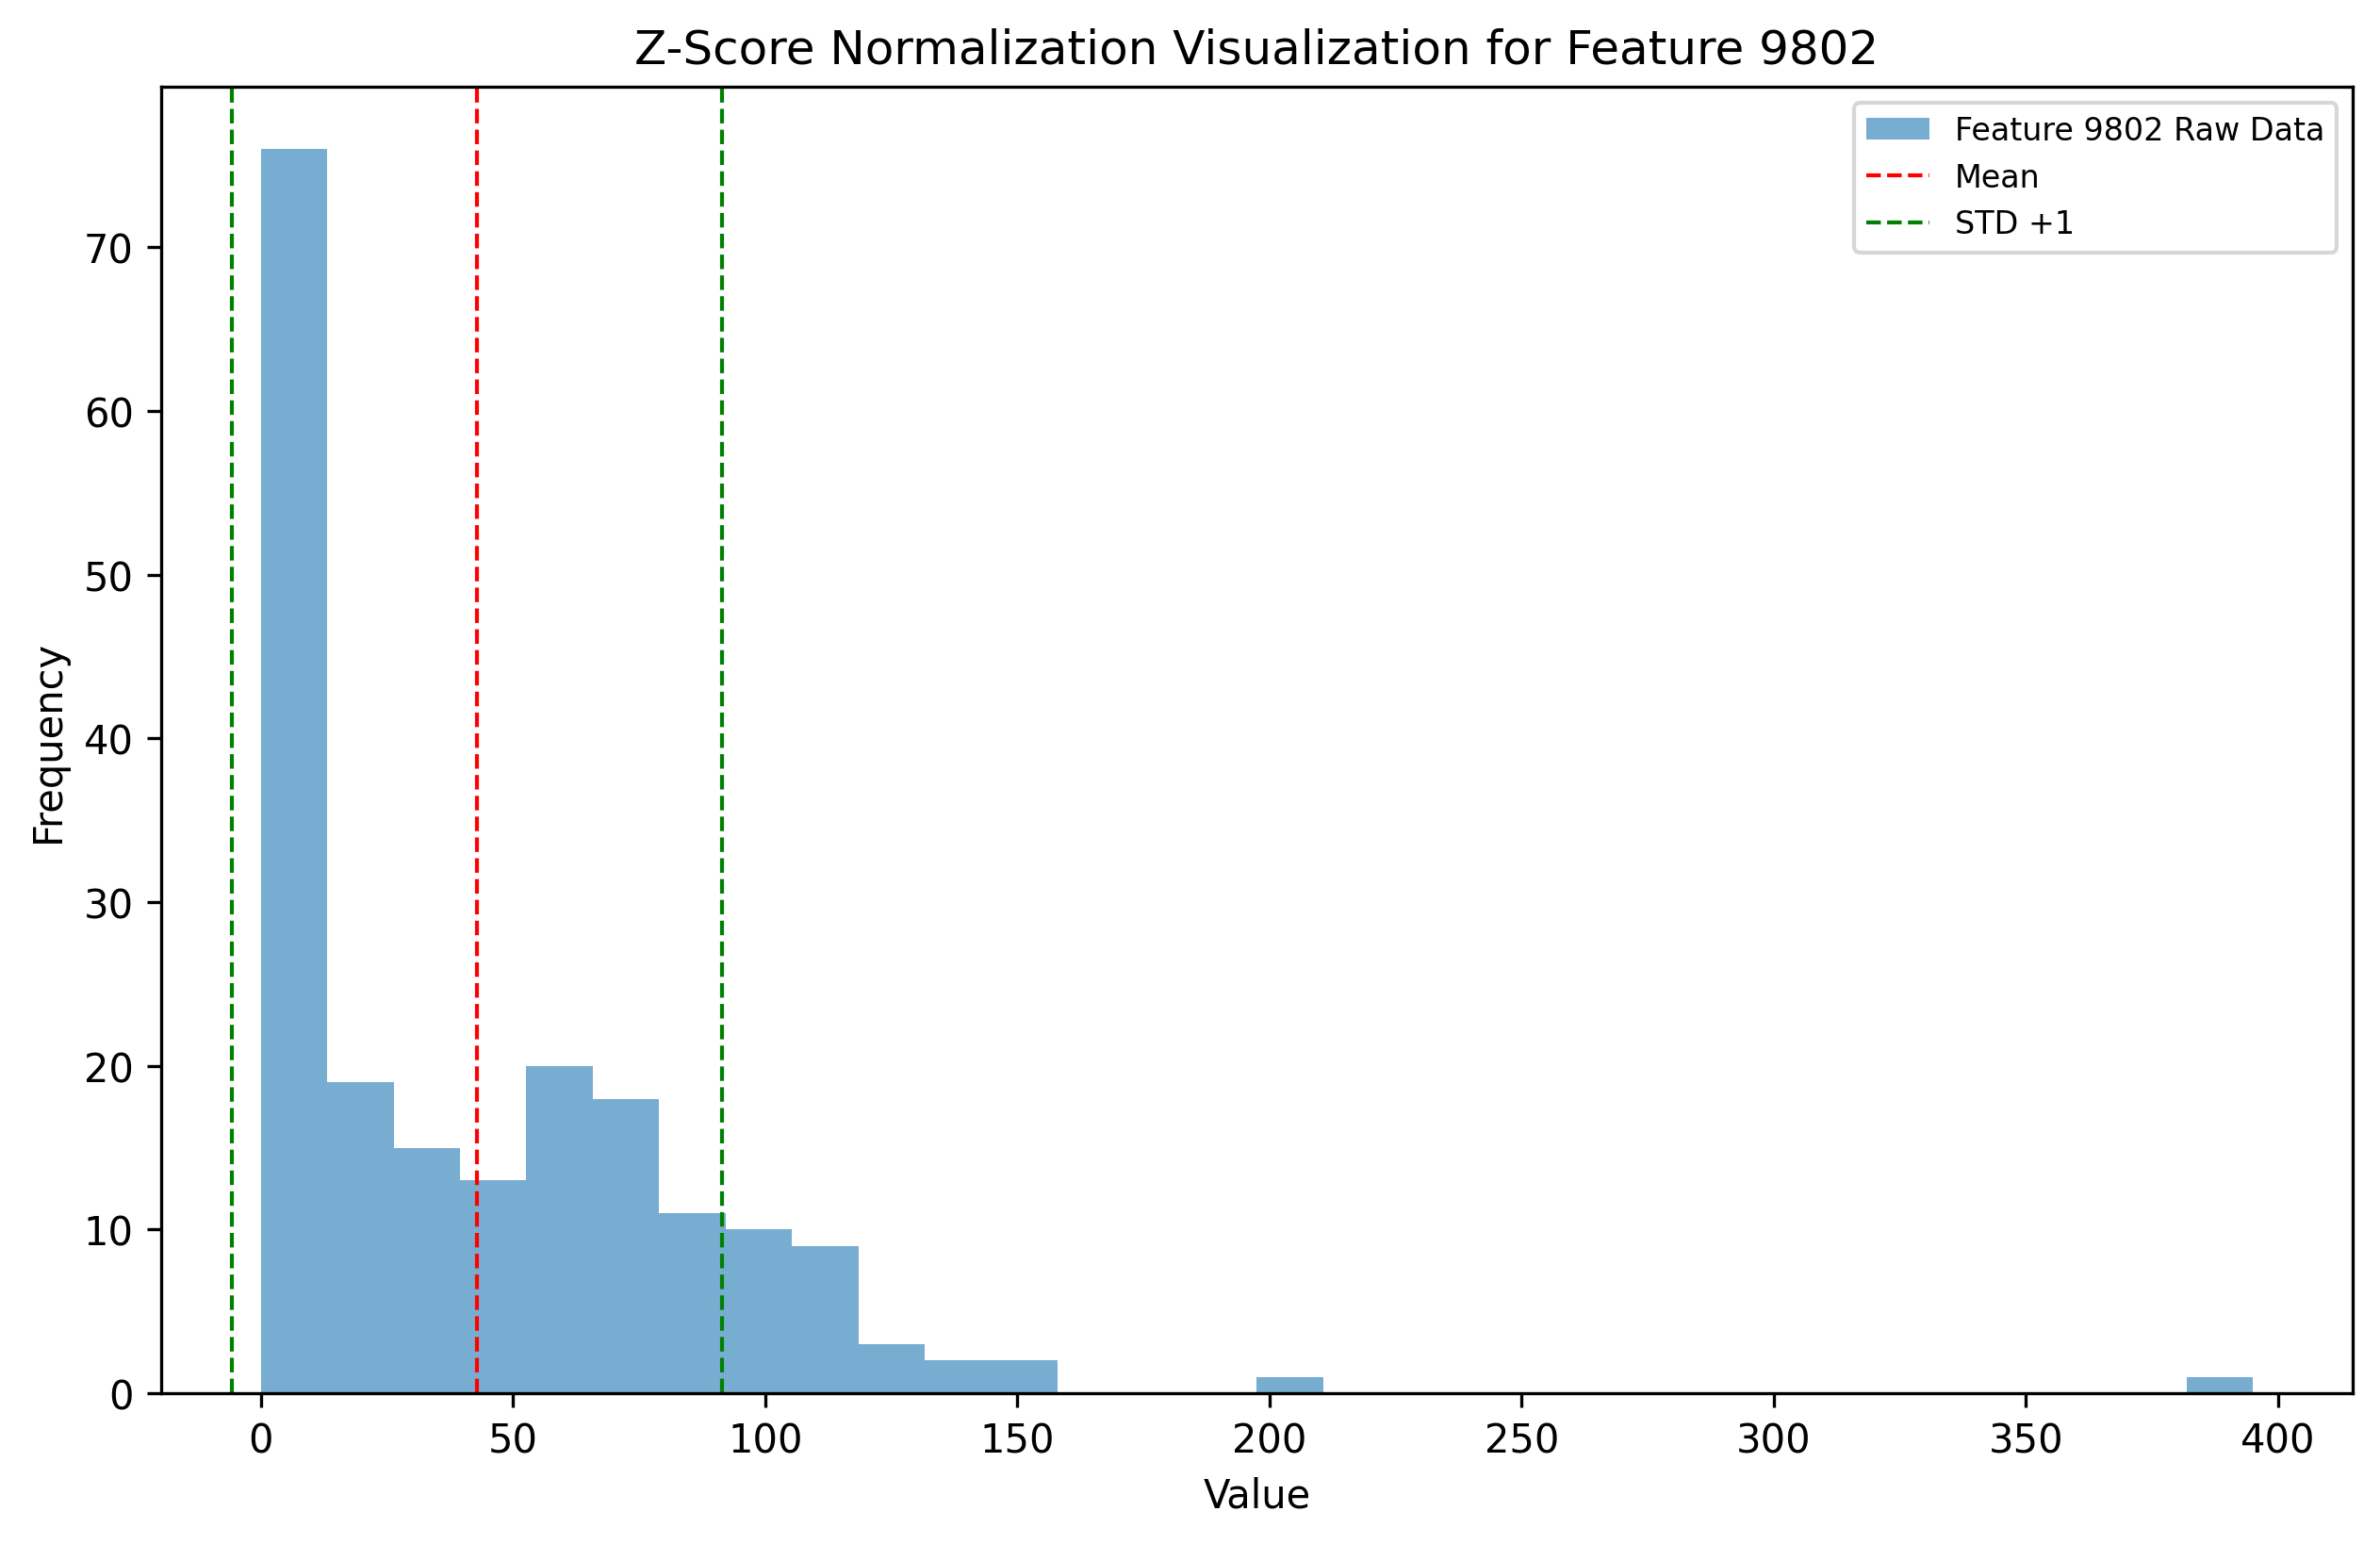 Z-Score Normalization Visualization for Feature 9802
Feature 9802 Raw Data
Mean
STD +1
70
60
50
40
30
20
10
0
Frequency
0 50 100 150 200 250 300 350 400
Value